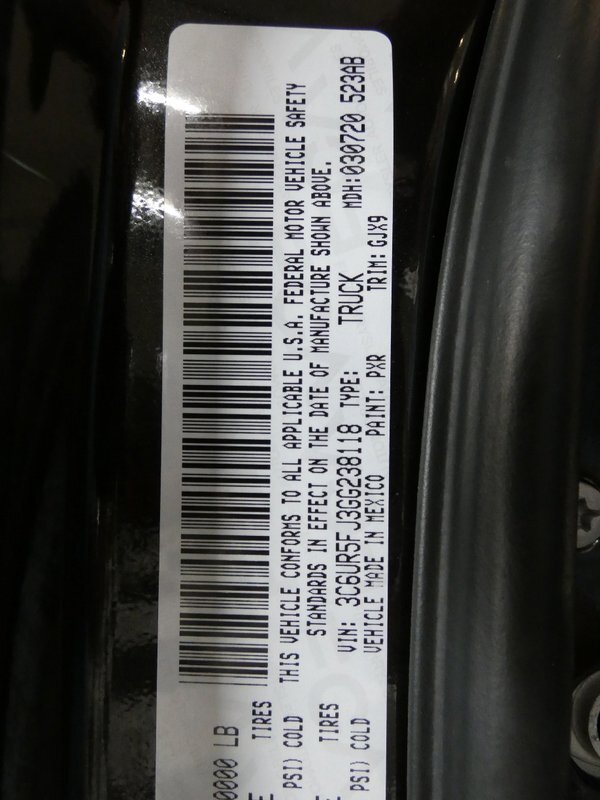 0000 LB
TIRES
PSI) COLD
TIRES
PSI) COLD
THIS VEHICLE CONFORMS TO ALL APPLICABLE U.S.A. FEDERAL MOTOR VEHICLE SAFETY
STANDARDS IN EFFECT ON THE DATE OF MANUFACTURE SHOWN ABOVE.
VIN: 3C6UR5FJ3GG238118 TYPE: TRUCK MDH:030720 523AB
VEHICLE MADE IN MEXICO PAINT: PXR TRIM: GJX9